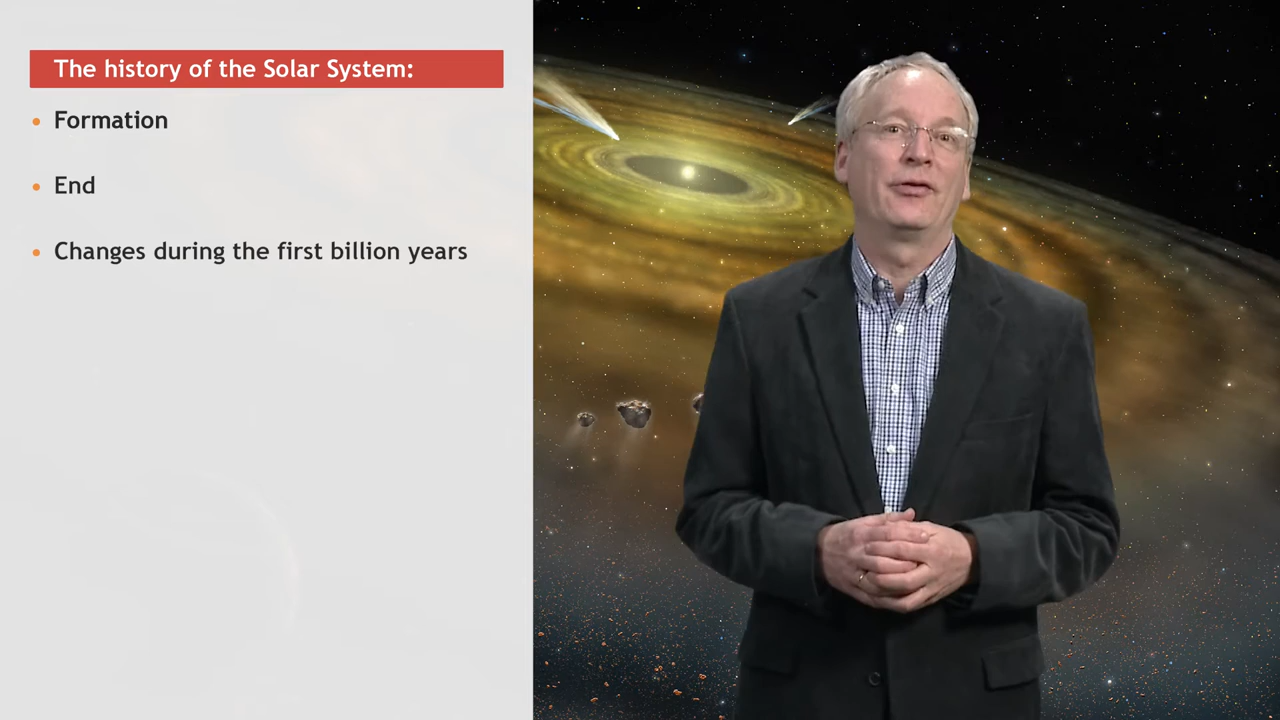 The history of the Solar System:
Formation
End
Changes during the first billion years